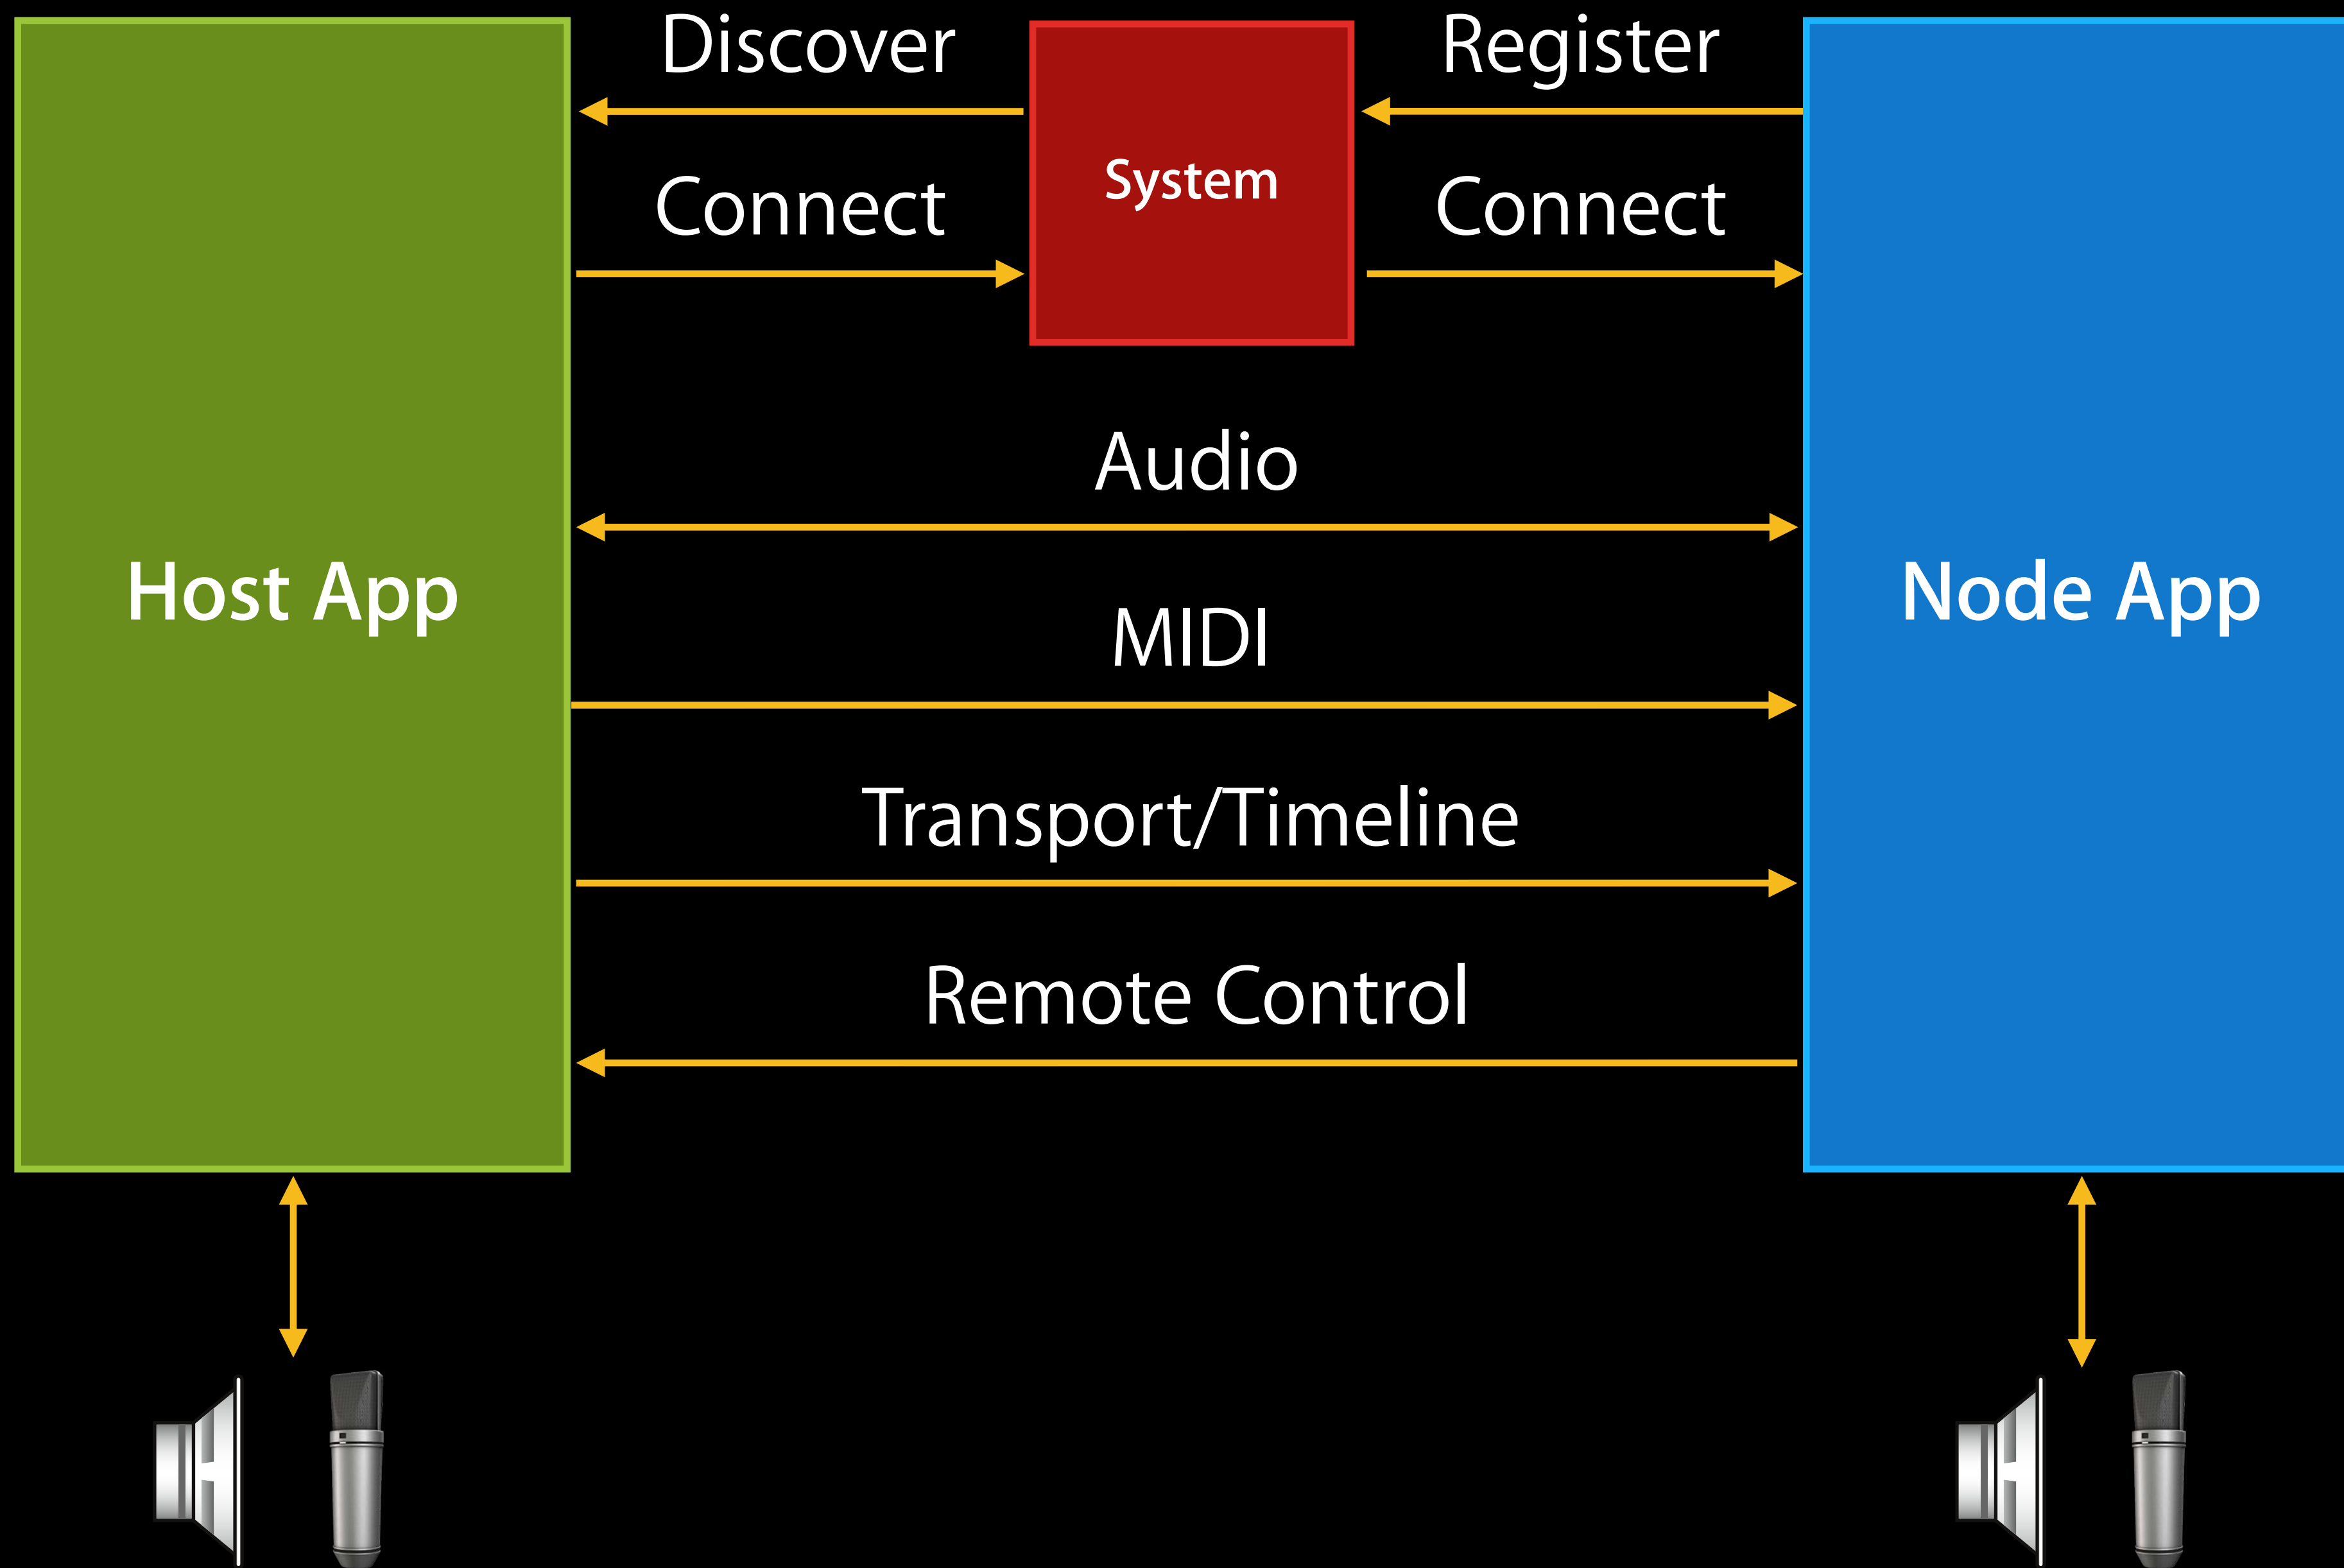 Discover
Register
System
Connect
Connect
Audio
Host App
Node App
MIDI
Transport/Timeline
Remote Control